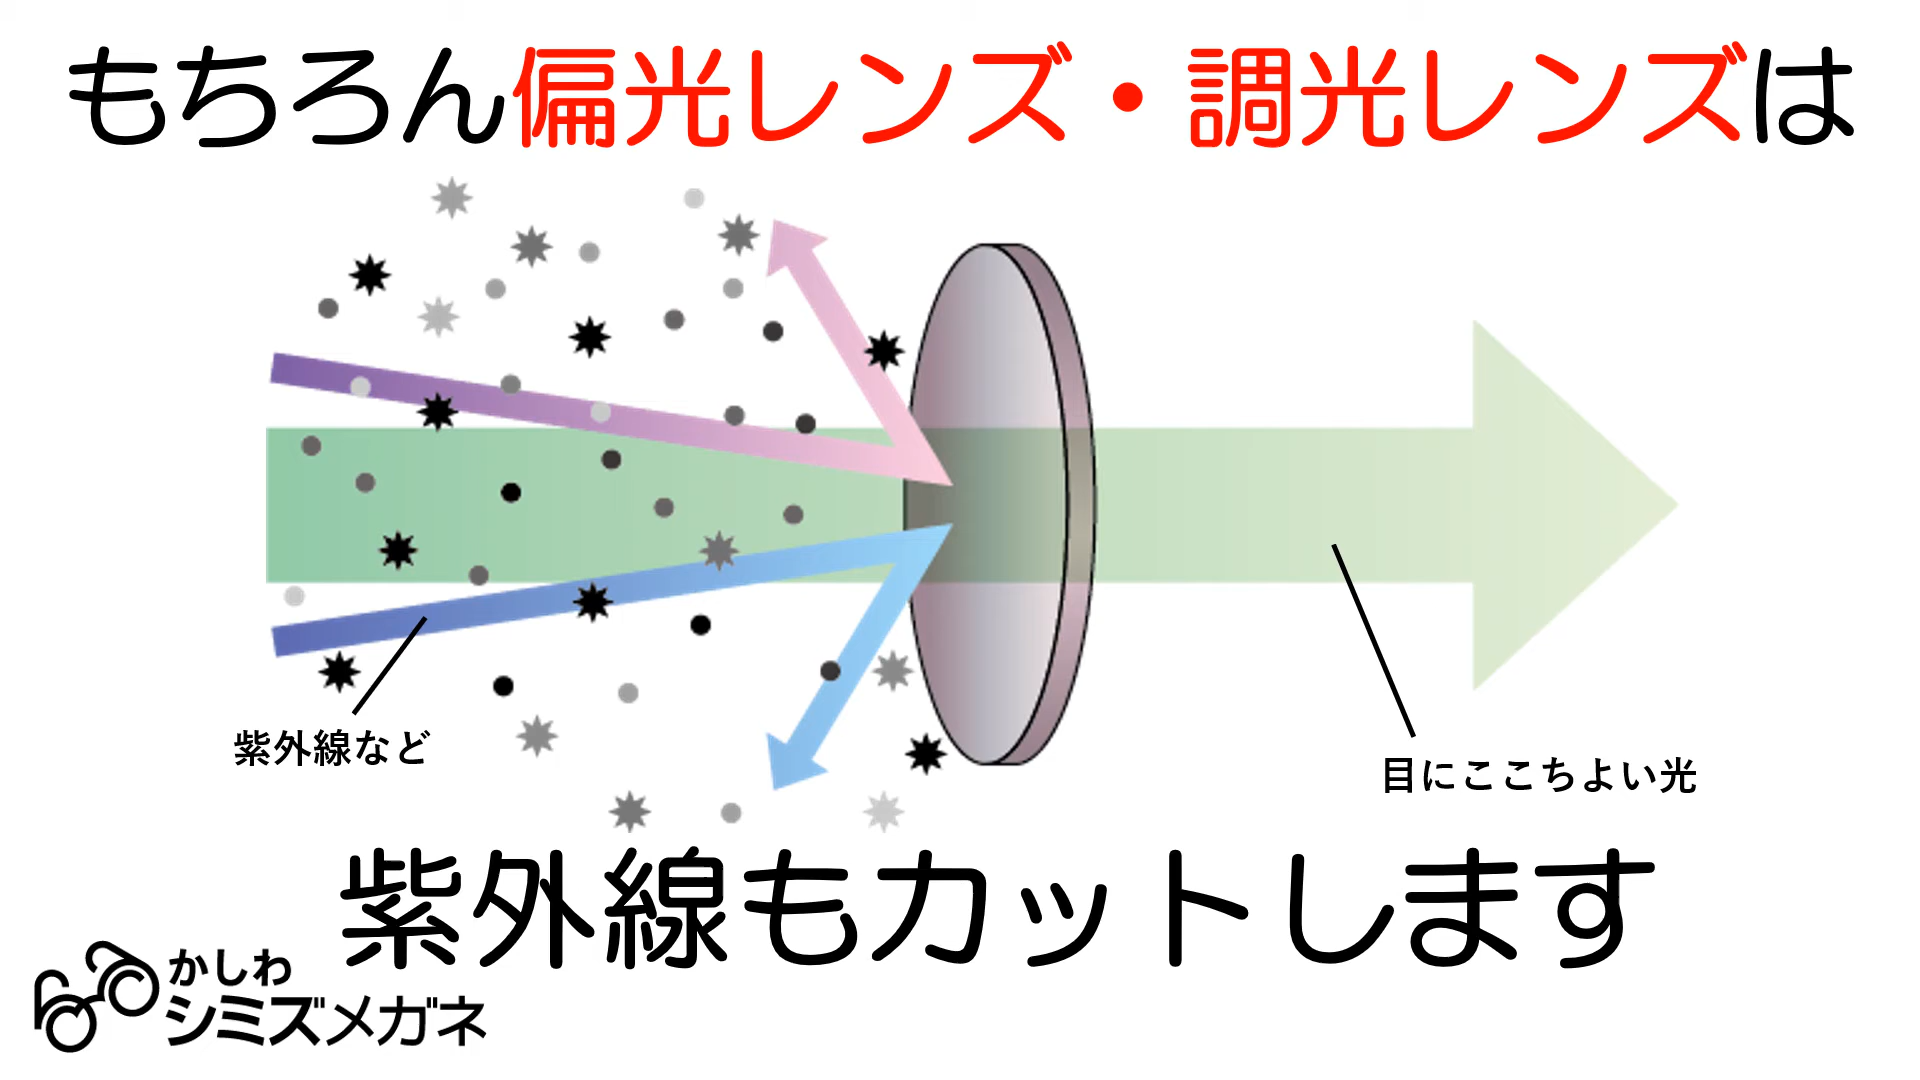 もちろん偏光レンズ・調光レンズは
紫外線など
目にここちよい光
紫外線もカットします
かしわ
シミズメガネ